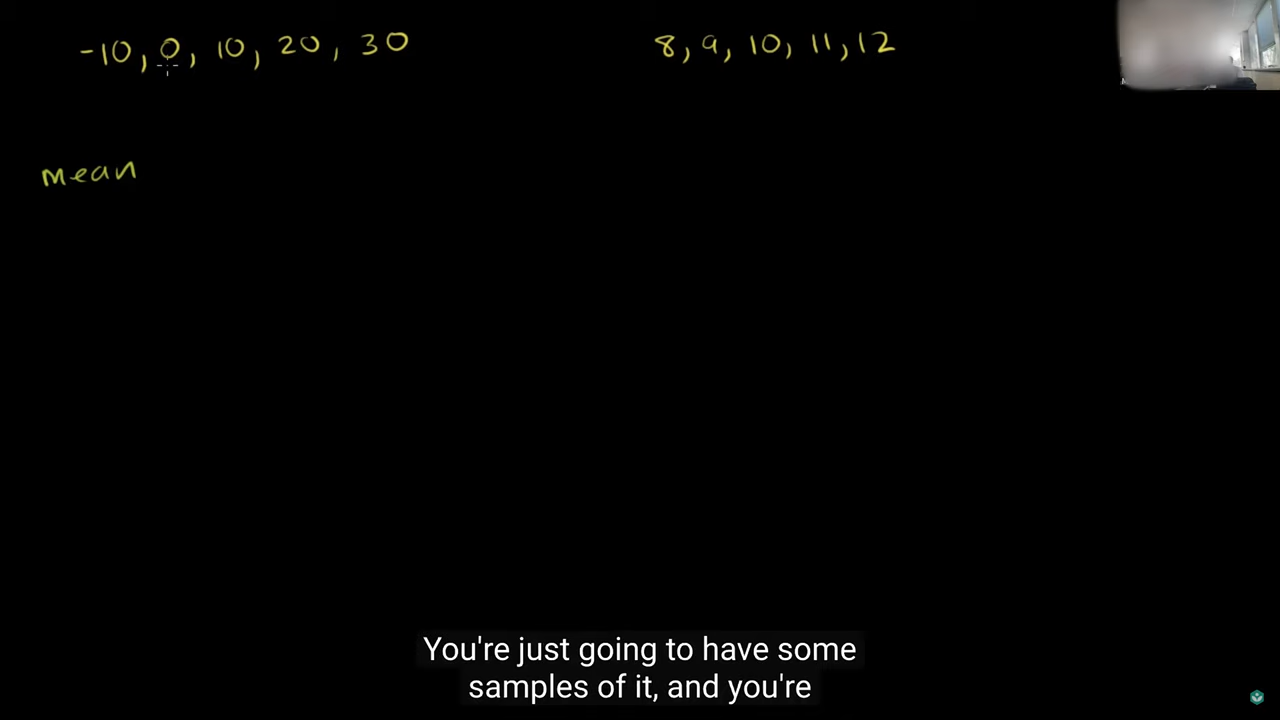 -10, 0, 10, 20, 30
8, 9, 10, 11, 12
mean
You're just going to have some
samples of it, and you're